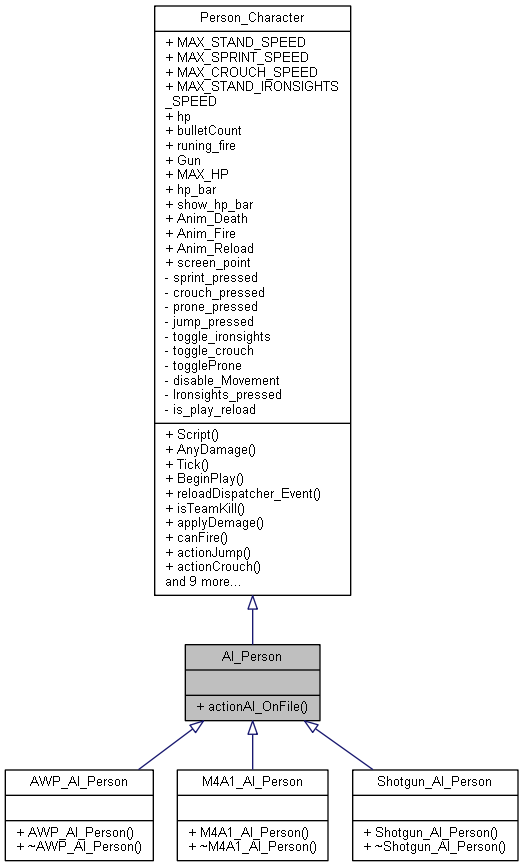 Person_Character
+ MAX_STAND_SPEED
+ MAX_SPRINT_SPEED
+ MAX_CROUCH_SPEED
+ MAX_STAND_IRONSIGHTS
_SPEED
+ hp
+ bulletCount
+ runing_fire
+ Gun
+ MAX_HP
+ hp_bar
+ show_hp_bar
+ Anim_Death
+ Anim_Fire
+ Anim_Reload
+ screen_point
- sprint_pressed
- crouch_pressed
- prone_pressed
- jump_pressed
- toggle_ironsights
- toggle_crouch
- toggleProne
- disable_Movement
- Ironsights_pressed
- is_play_reload
+ Script()
+ AnyDamage()
+ Tick()
+ BeginPlay()
+ reloadDispatcher_Event()
+ isTeamKill()
+ applyDemage()
+ canFire()
+ actionJump()
+ actionCrouch()
and 9 more...
AI_Person
+ actionAI_OnFile()
AWP_AI_Person
+ AWP_AI_Person()
+ ~AWP_AI_Person()
M4A1_AI_Person
+ M4A1_AI_Person()
+ ~M4A1_AI_Person()
Shotgun_AI_Person
+ Shotgun_AI_Person()
+ ~Shotgun_AI_Person()